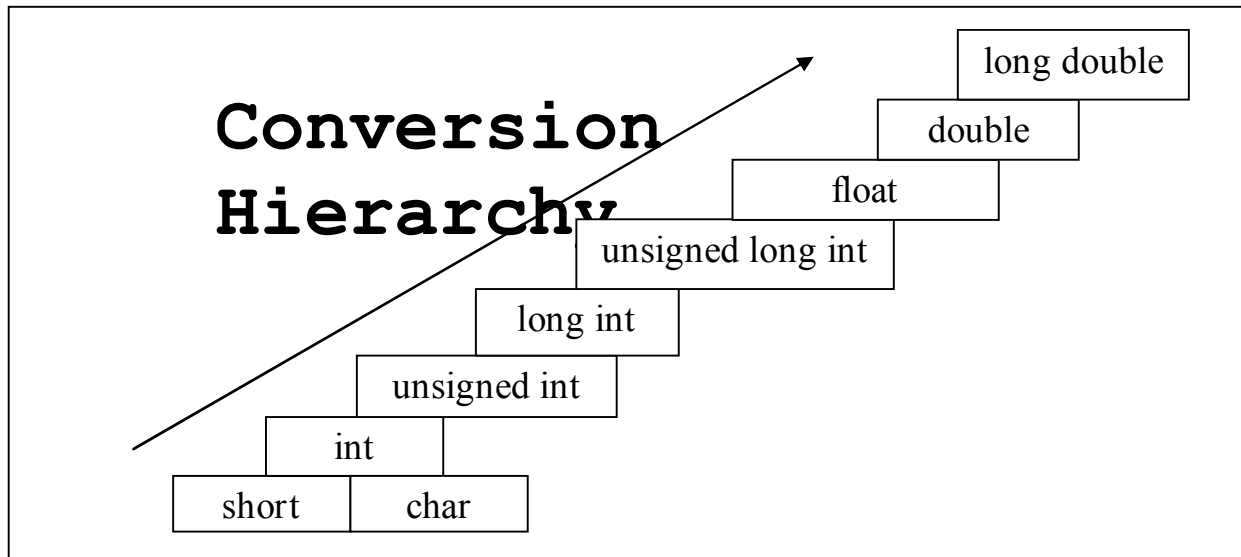 Conversion
Hierarchy
long double
double
float
unsigned long int
long int
unsigned int
int
short
char